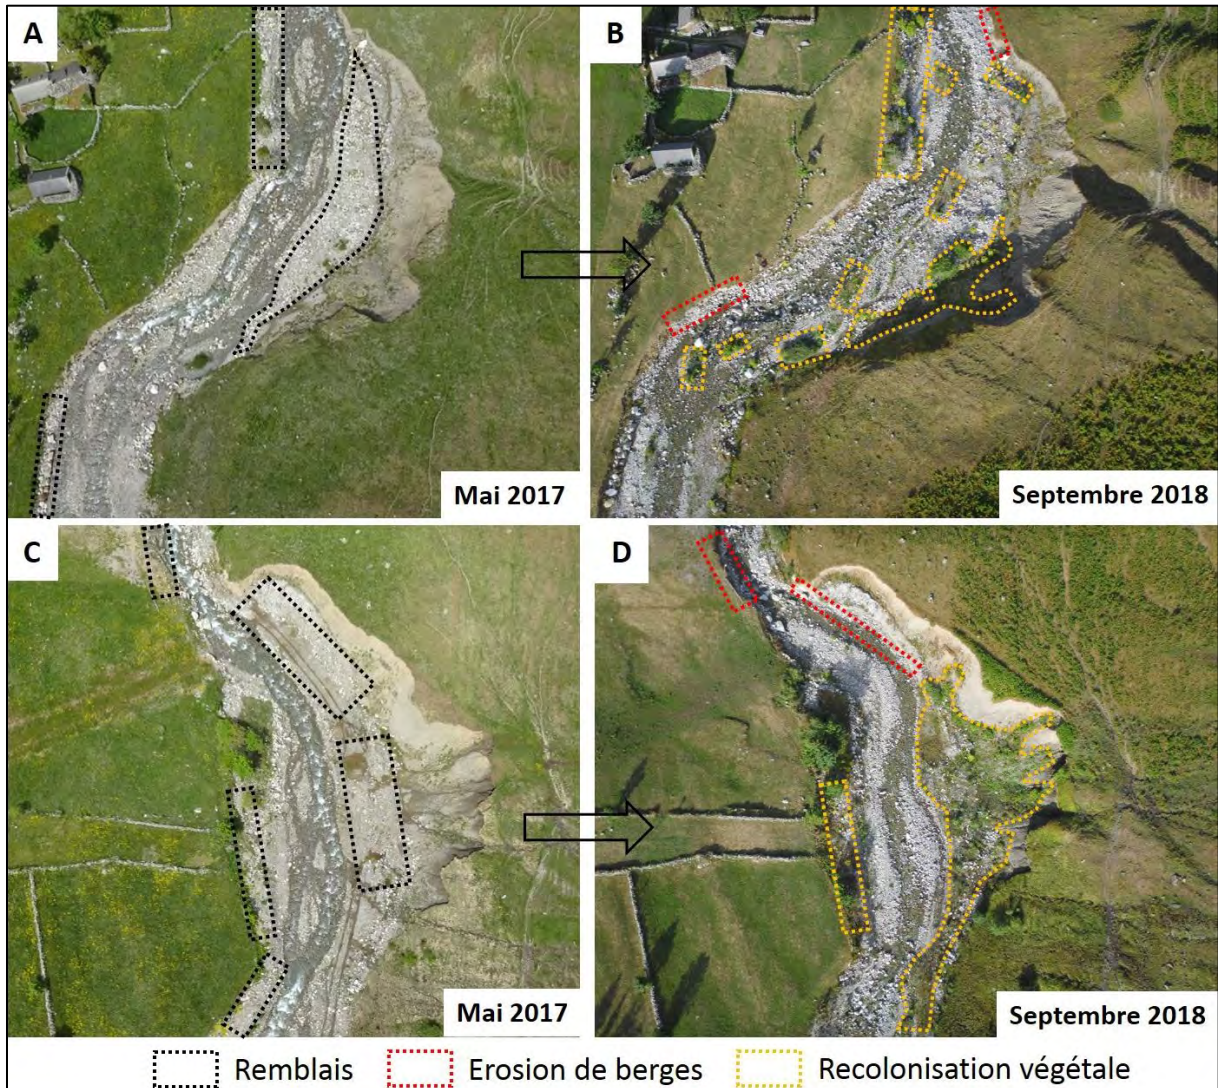 A
B
Mai 2017
Septembre 2018
C
D
Mai 2017
Septembre 2018
Remblais
Erosion de berges
Recolonisation végétale